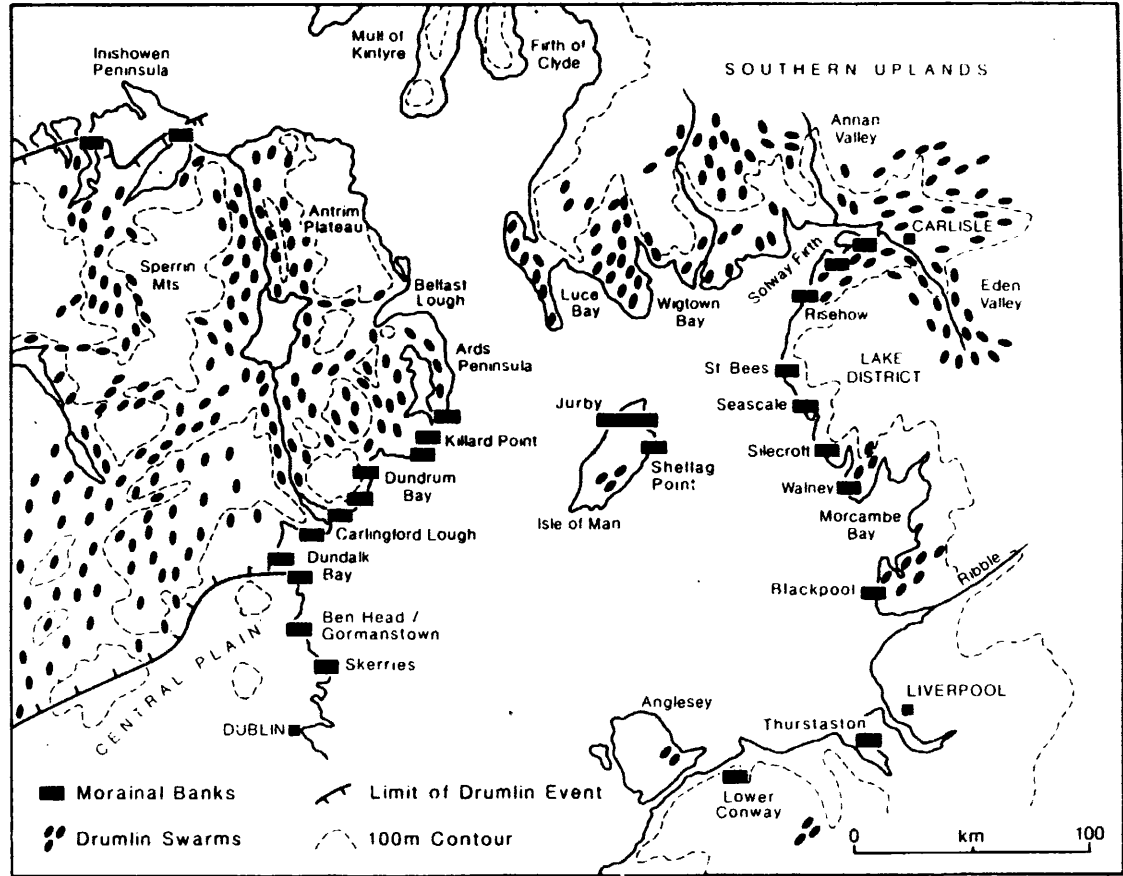 Inishowen
Peninsula
Mull of
Kintyre
Firth of
Clyde
SOUTHERN UPLANDS
Annan
Valley
Antrim
Plateau
Sperrin
Mts
Belfast
Lough
Ards
Peninsula
Luce
Bay
Wigtown
Bay
Solway Firth
CARLISLE
Eden
Valley
Risehow
St Bees
LAKE
DISTRICT
Seascale
Jurby
Killard Point
Silecroft
Shellag
Point
Dundrum
Bay
Walney
Isle of Man
Morcambe
Bay
Carlingford Lough
Dundalk
Bay
Blackpool
Ribble
Ben Head /
Gormanstown
CENTRAL PLAIN
Skerries
Anglesey
LIVERPOOL
DUBLIN
Thurstaston
Lower
Conway
Morainal Banks
Limit of Drumlin Event
Drumlin Swarms
100m Contour
0 km 100